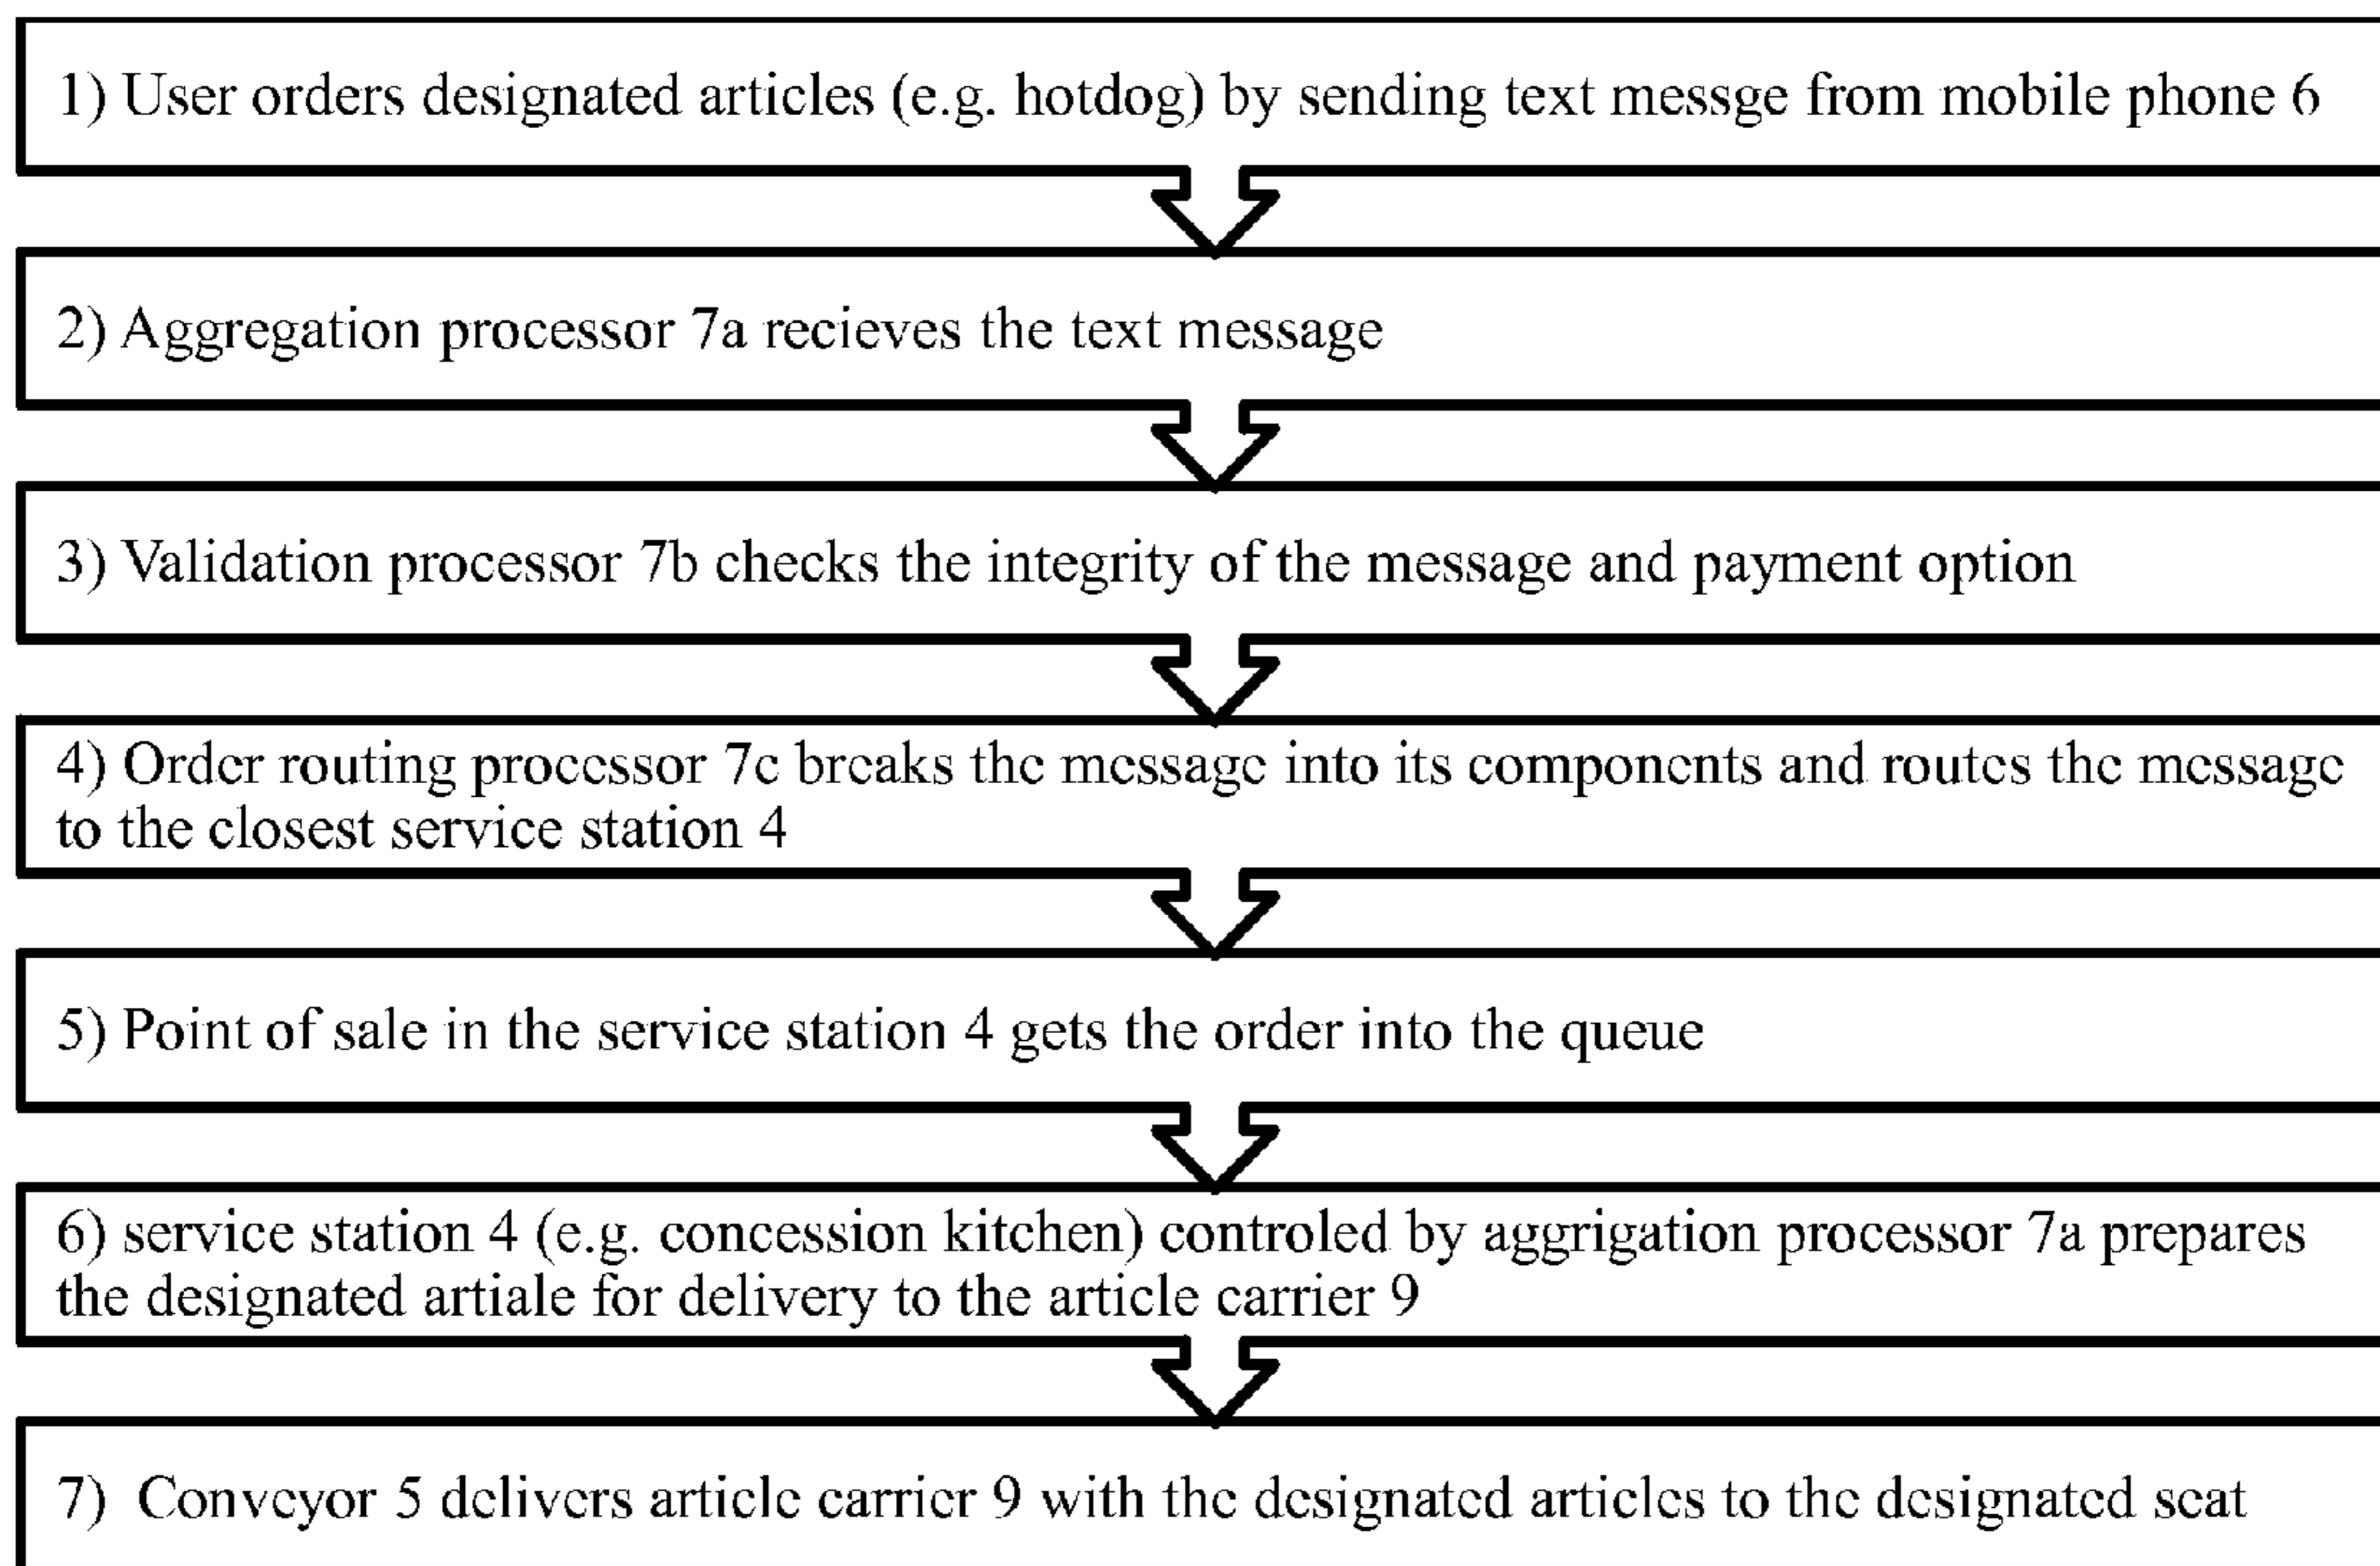 1) User orders designated articles (e.g. hotdog) by sending text messge from mobile phone 6
2) Aggregation processor 7a recieves the text message
3) Validation processor 7b checks the integrity of the message and payment option
4) Order routing processor 7c breaks the message into its components and routes the message
to the closest service station 4
5) Point of sale in the service station 4 gets the order into the queue
6) service station 4 (e.g. concession kitchen) controled by aggrigation processor 7a prepares
the designated artiale for delivery to the article carrier 9
7) Conveyor 5 delivers article carrier 9 with the designated articles to the designated seat